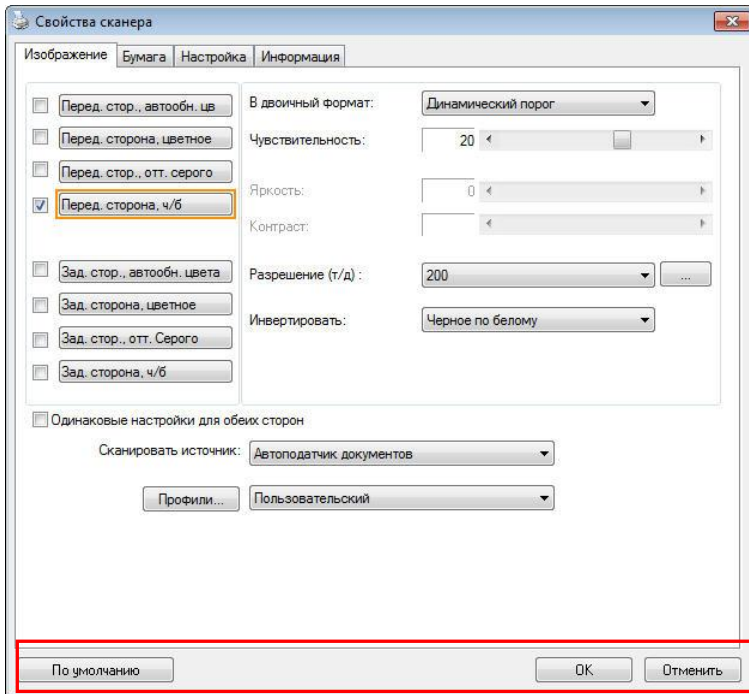 Свойства сканера
Изображение Бумага Настройка Информация
Перед. стор., автообн. цв
Перед. сторона, цветное
Перед. стор., отт. серого
Перед. сторона, ч/б
Зад. стор., автообн. цвета
Зад. сторона, цветное
Зад. стор., отт. Серого
Зад. сторона, ч/б
В двоичный формат: Динамический порог
Чувствительность: 20
Яркость: 0
Контраст:
Разрешение (т/д) : 200 ...
Инвертировать: Черное по белому
Одинаковые настройки для обеих сторон
Сканировать источник: Автоподатчик документов
Профили... Пользовательский
По умолчанию OK Отменить